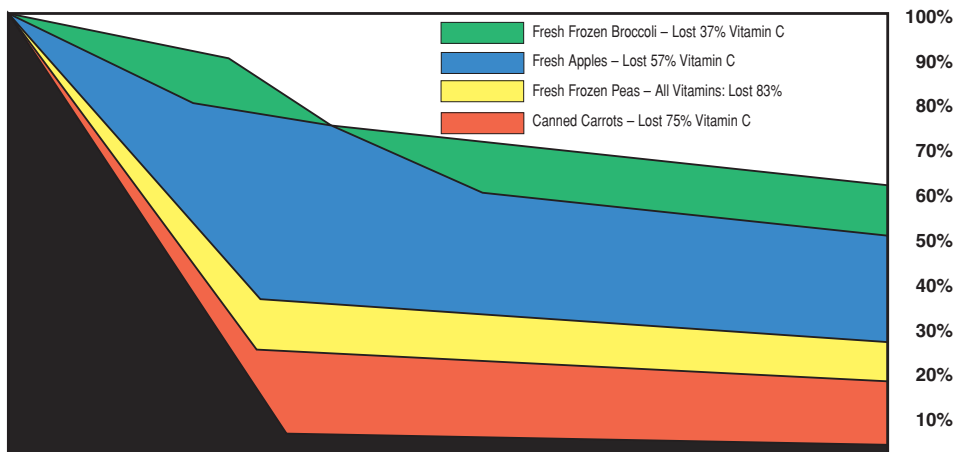 Fresh Frozen Broccoli – Lost 37% Vitamin C
Fresh Apples – Lost 57% Vitamin C
Fresh Frozen Peas – All Vitamins: Lost 83%
Canned Carrots – Lost 75% Vitamin C
100%
90%
80%
70%
60%
50%
40%
30%
20%
10%